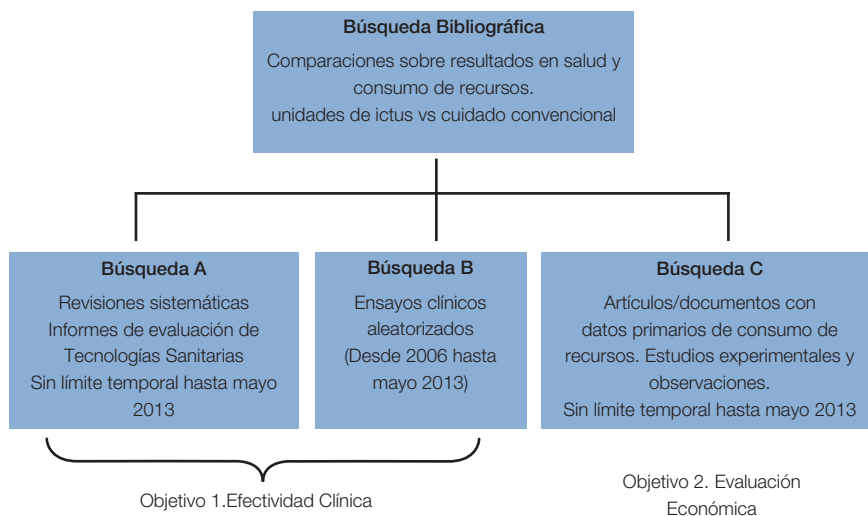 Búsqueda Bibliográfica
Comparaciones sobre resultados en salud y
consumo de recursos.
unidades de ictus vs cuidado convencional
Búsqueda A
Revisiones sistemáticas
Informes de evaluación de
Tecnologías Sanitarias
Sin límite temporal hasta mayo
2013
Búsqueda B
Ensayos clínicos
aleatorizados
(Desde 2006 hasta
mayo 2013)
Búsqueda C
Artículos/documentos con
datos primarios de consumo de
recursos. Estudios experimentales y
observaciones.
Sin límite temporal hasta mayo 2013
Objetivo 1.Efectividad Clínica
Objetivo 2. Evaluación
Económica